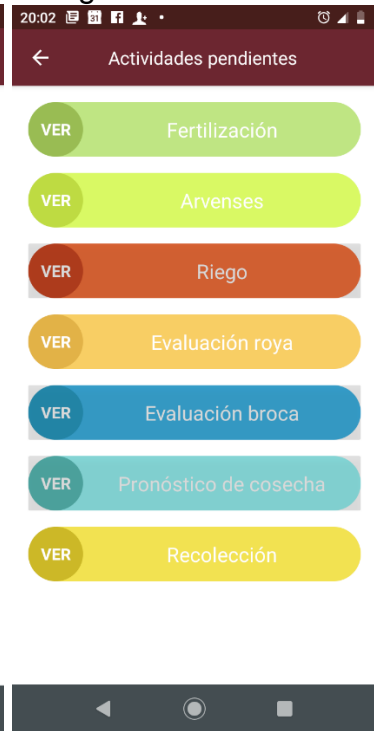 20:02 31
Actividades pendientes
VER Fertilización
VER Arvenses
VER Riego
VER Evaluación roya
VER Evaluación broca
VER Pronóstico de cosecha
VER Recolección